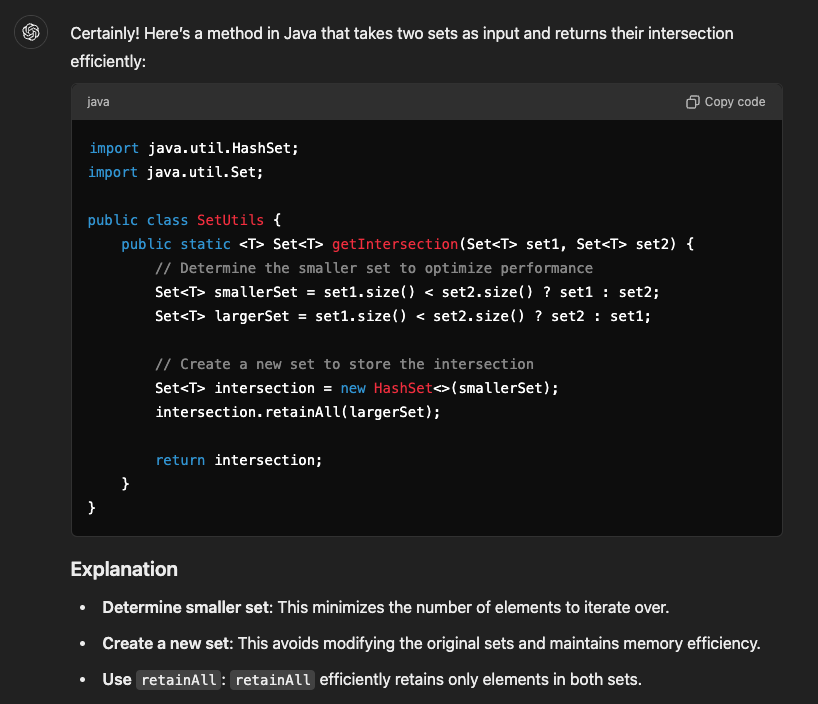 Certainly! Here's a method in Java that takes two sets as input and returns their intersection
efficiently:
java
Copy code
import java.util.HashSet;
import java.util.Set;
public class SetUtils {
    public static <T> Set<T> getIntersection(Set<T> set1, Set<T> set2) {
        // Determine the smaller set to optimize performance
        Set<T> smallerSet = set1.size() < set2.size() ? set1 : set2;
        Set<T> largerSet = set1.size() < set2.size() ? set2 : set1;
        // Create a new set to store the intersection
        Set<T> intersection = new HashSet<>(smallerSet);
        intersection.retainAll(largerSet);
        return intersection;
    }
}
Explanation
• Determine smaller set: This minimizes the number of elements to iterate over.
• Create a new set: This avoids modifying the original sets and maintains memory efficiency.
• Use retainAll: retainAll efficiently retains only elements in both sets.